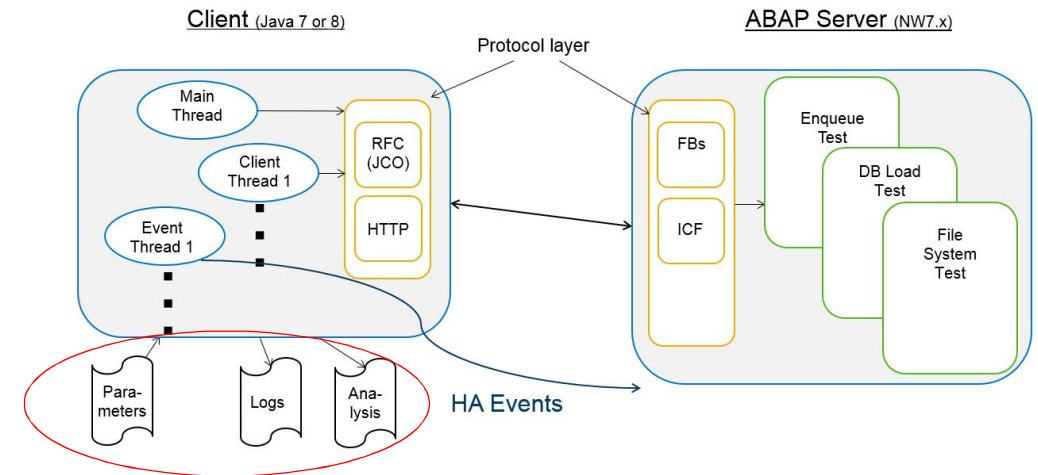 Client (Java 7 or 8)
ABAP Server (NW7.x)
Protocol layer
Main
Thread
Client
Thread 1
Event
Thread 1
RFC
(JCO)
HTTP
FBs
ICF
Enqueue
Test
DB Load
Test
File
System
Test
Para-
meters
Logs
Ana-
lysis
HA Events